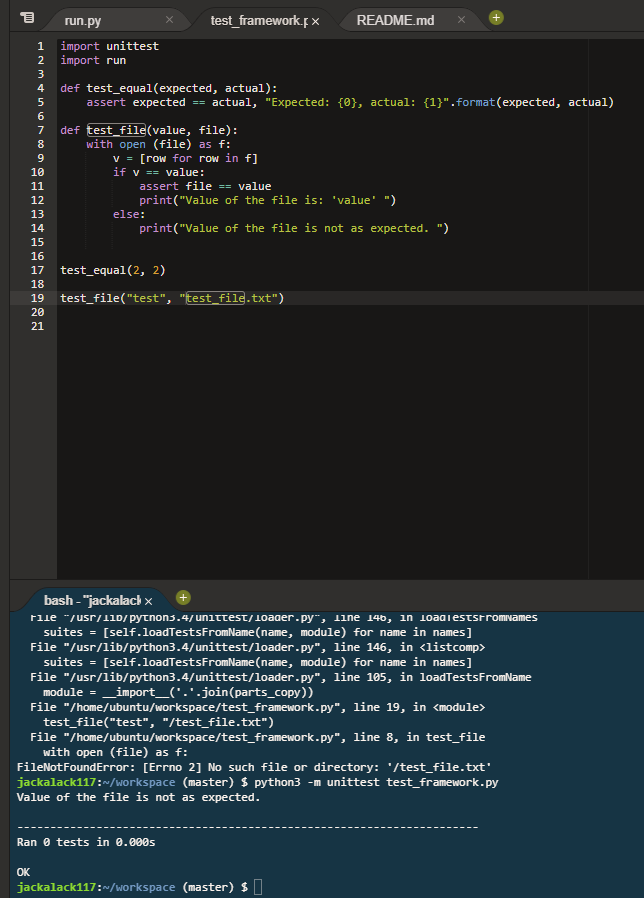 run.py × test_framework.p × README.md × +
1 import unittest
2 import run
3
4 def test_equal(expected, actual):
5     assert expected == actual, "Expected: {0}, actual: {1}".format(expected, actual)
6
7 def test_file(value, file):
8     with open (file) as f:
9         v = [row for row in f]
10         if v == value:
11             assert file == value
12             print("Value of the file is: 'value' ")
13         else:
14             print("Value of the file is not as expected. ")
15
16
17 test_equal(2, 2)
18
19 test_file("test", "test_file.txt")
20
21
bash - "jackalack × +
  File "/usr/lib/python3.4/unittest/loader.py", line 146, in loadTestsFromNames
    suites = [self.loadTestsFromName(name, module) for name in names]
  File "/usr/lib/python3.4/unittest/loader.py", line 146, in <listcomp>
    suites = [self.loadTestsFromName(name, module) for name in names]
  File "/usr/lib/python3.4/unittest/loader.py", line 105, in loadTestsFromName
    module = __import__('.'.join(parts_copy))
  File "/home/ubuntu/workspace/test_framework.py", line 19, in <module>
    test_file("test", "/test_file.txt")
  File "/home/ubuntu/workspace/test_framework.py", line 8, in test_file
    with open (file) as f:
FileNotFoundError: [Errno 2] No such file or directory: '/test_file.txt'
jackalack117:~/workspace (master) $ python3 -m unittest test_framework.py
Value of the file is not as expected.

----------------------------------------------------------------------
Ran 0 tests in 0.000s

OK
jackalack117:~/workspace (master) $